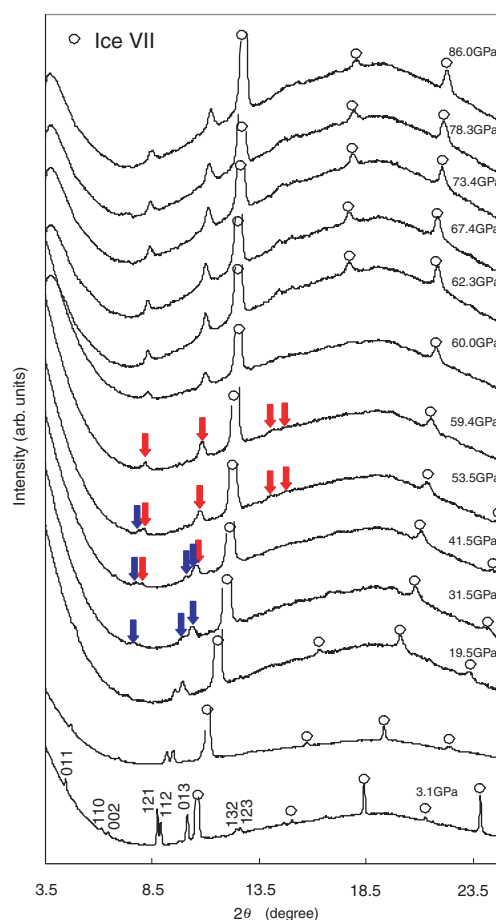 Ice VII
86.0GPa
78.3GPa
73.4GPa
67.4GPa
62.3GPa
60.0GPa
59.4GPa
53.5GPa
41.5GPa
31.5GPa
19.5GPa
3.1GPa
011
110
002
121
112
013
132
123
Intensity (arb. units)
3.5 8.5 13.5 18.5 23.5
2θ (degree)